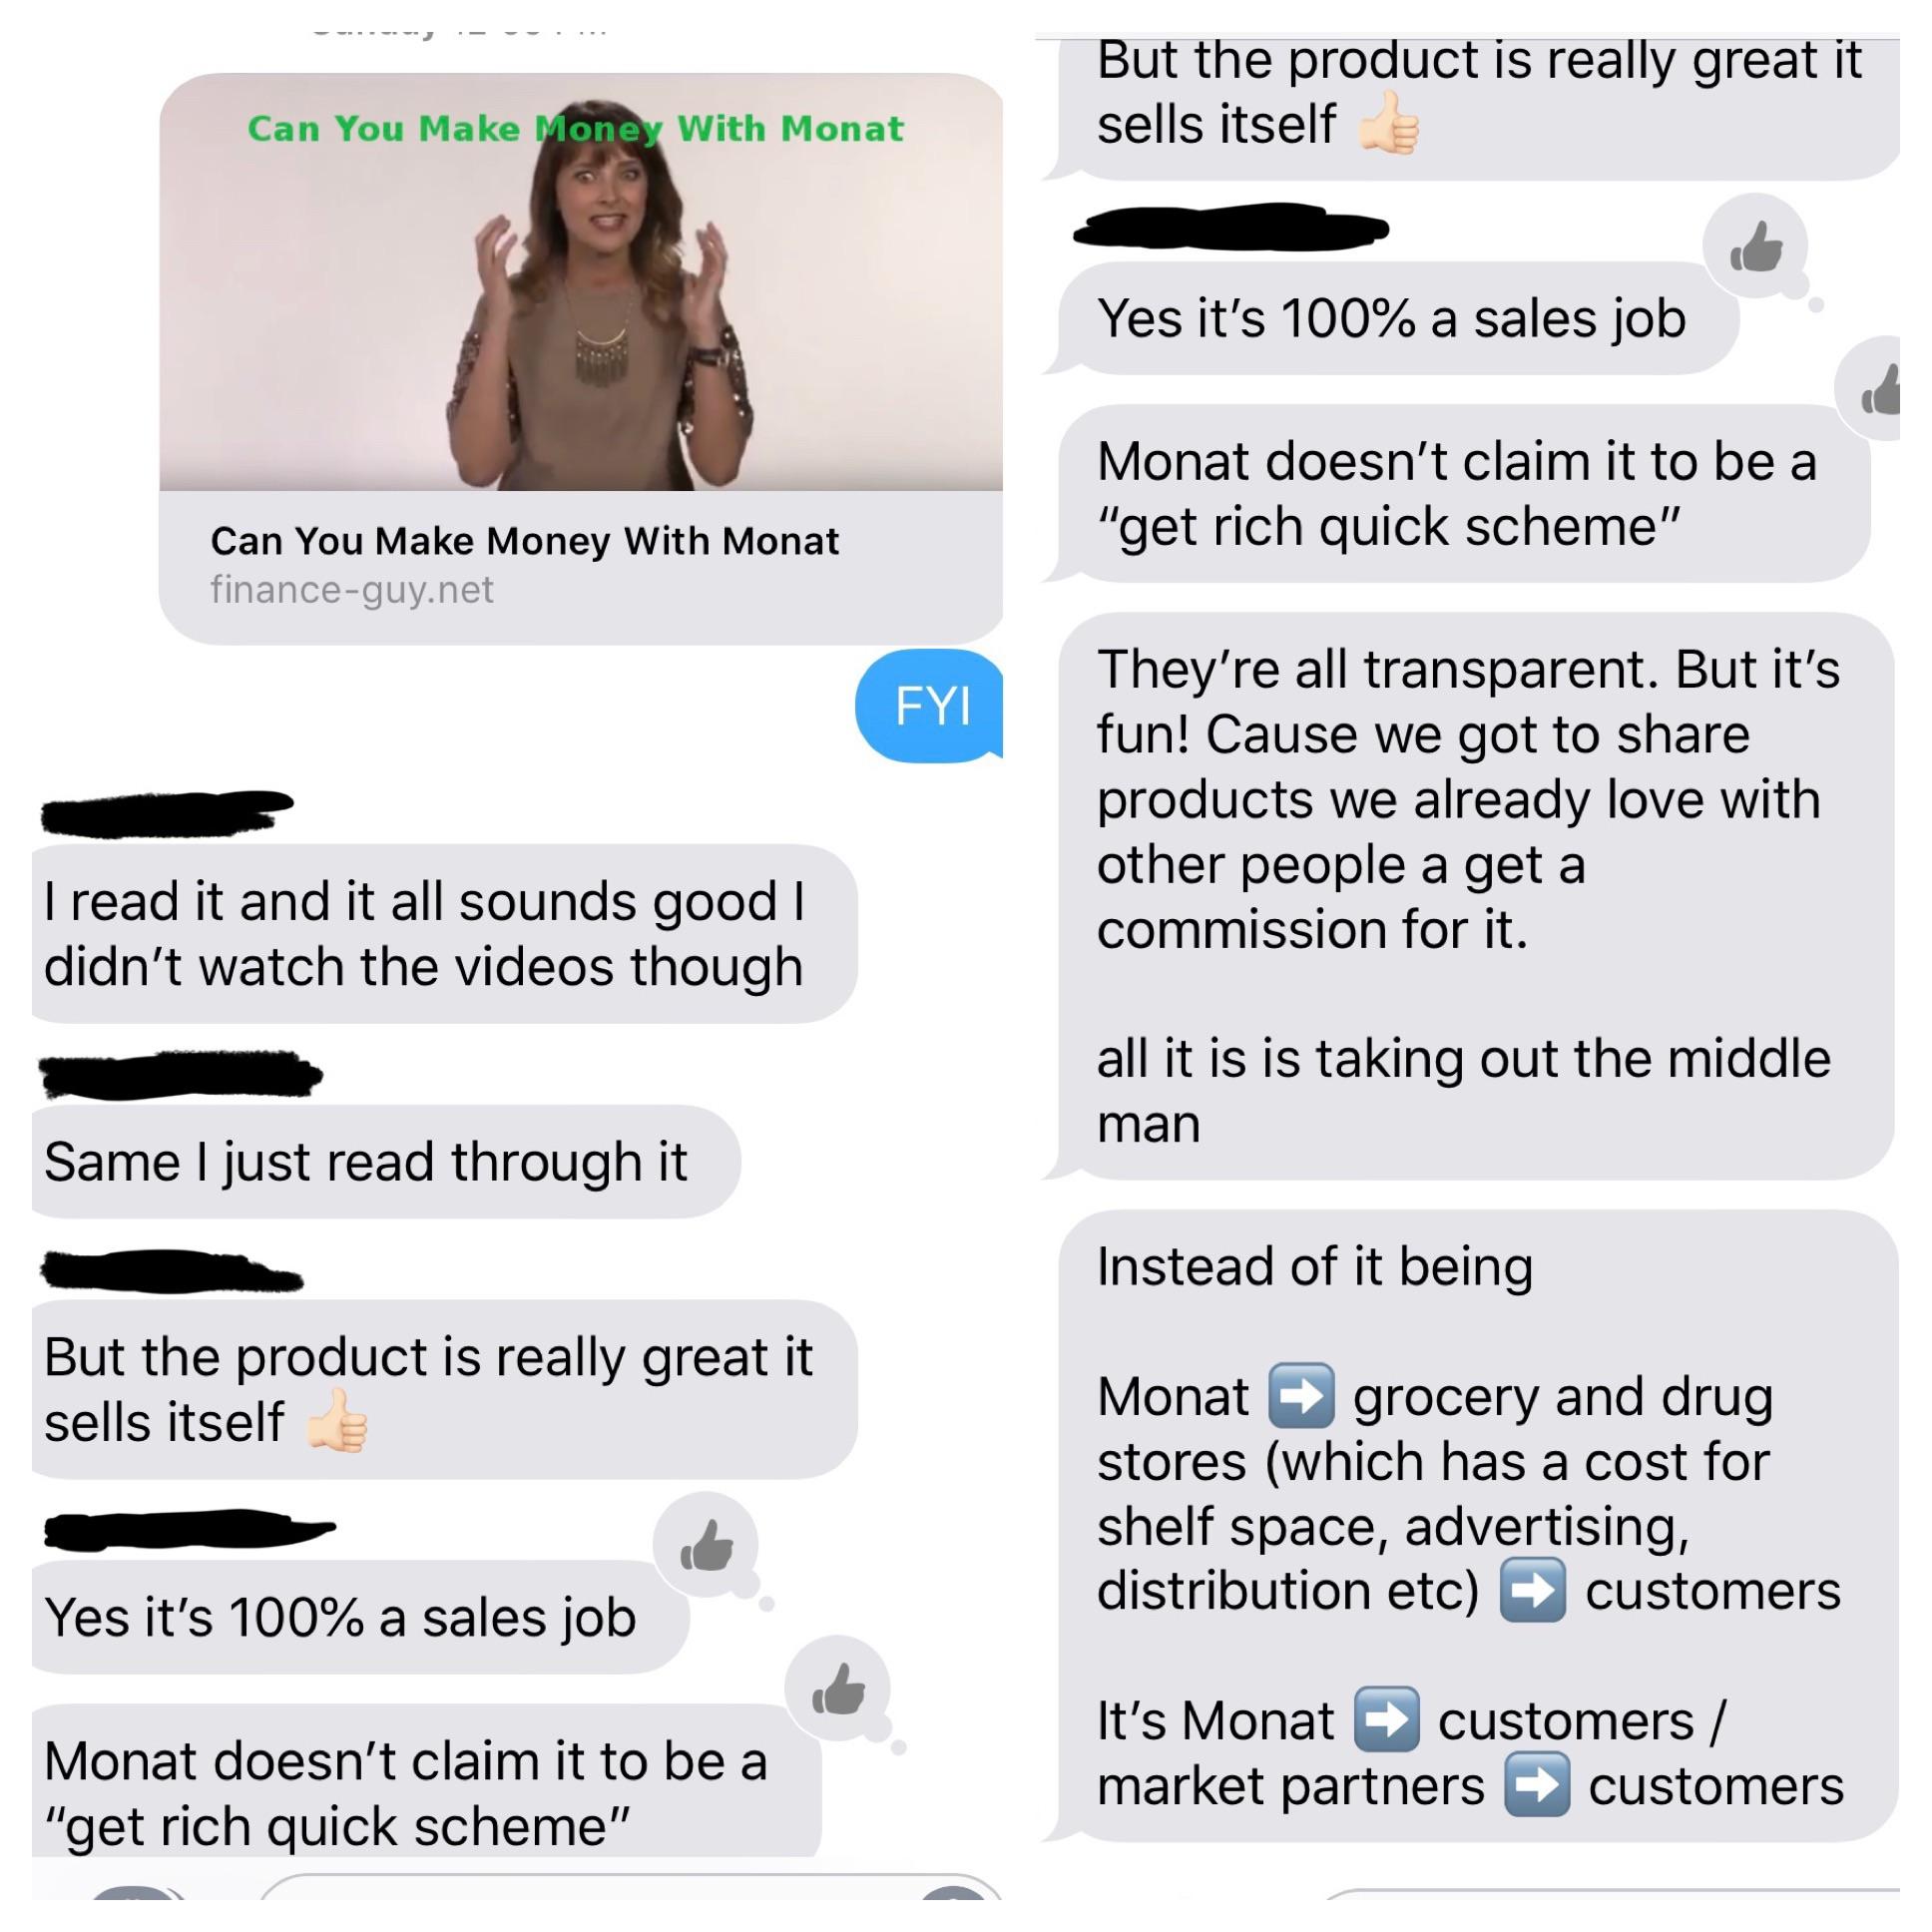 Can You Make Money With Monat
Can You Make Money With Monat
finance-guy.net
FYI
I read it and it all sounds good I
didn’t watch the videos though
Same I just read through it
But the product is really great it
sells itself 👍🏻
Yes it’s 100% a sales job
Monat doesn’t claim it to be a
“get rich quick scheme”
But the product is really great it
sells itself 👍🏻
Yes it’s 100% a sales job
Monat doesn’t claim it to be a
“get rich quick scheme”
They’re all transparent. But it’s
fun! Cause we got to share
products we already love with
other people a get a
commission for it.
all it is is taking out the middle
man
Instead of it being
Monat ➡️ grocery and drug
stores (which has a cost for
shelf space, advertising,
distribution etc) ➡️ customers
It’s Monat ➡️ customers /
market partners ➡️ customers